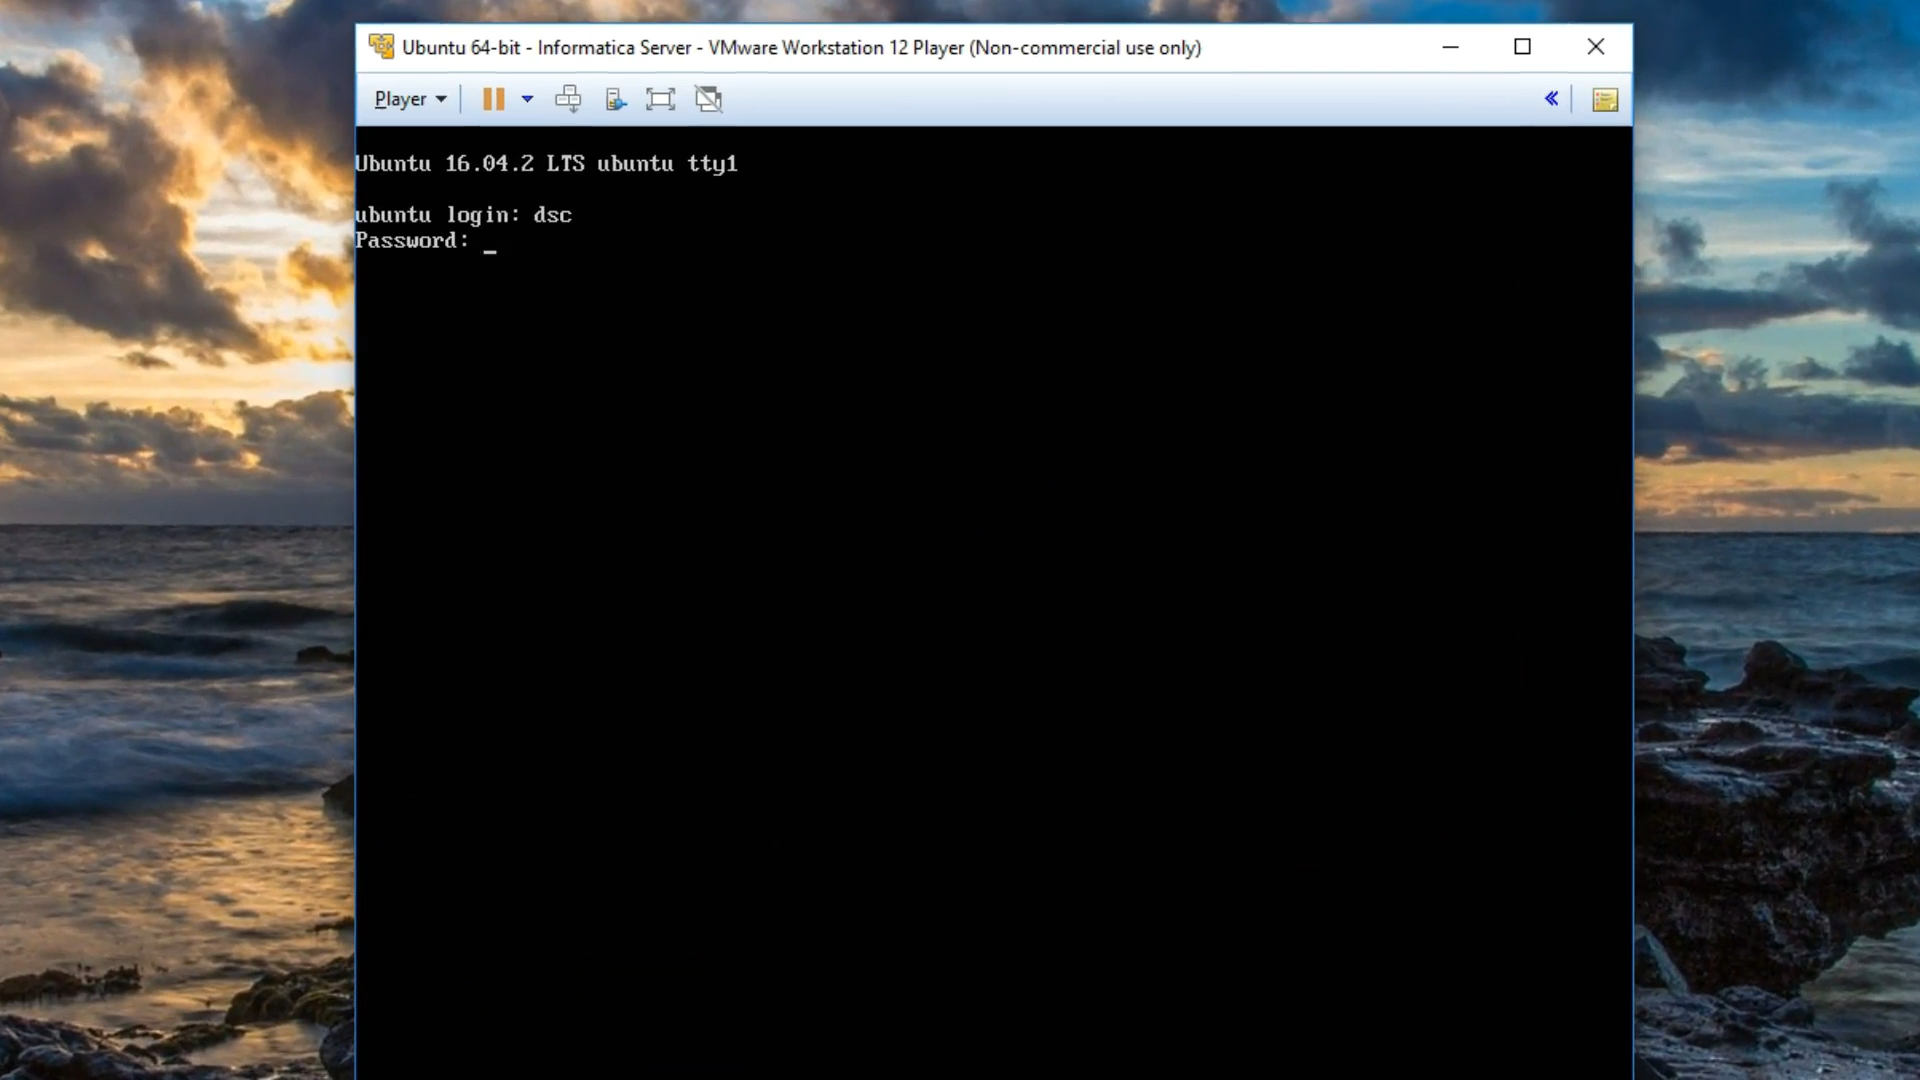 Ubuntu 64-bit - Informatica Server - VMware Workstation 12 Player (Non-commercial use only)
Player
Ubuntu 16.04.2 LTS ubuntu tty1
ubuntu login: dsc
Password: _